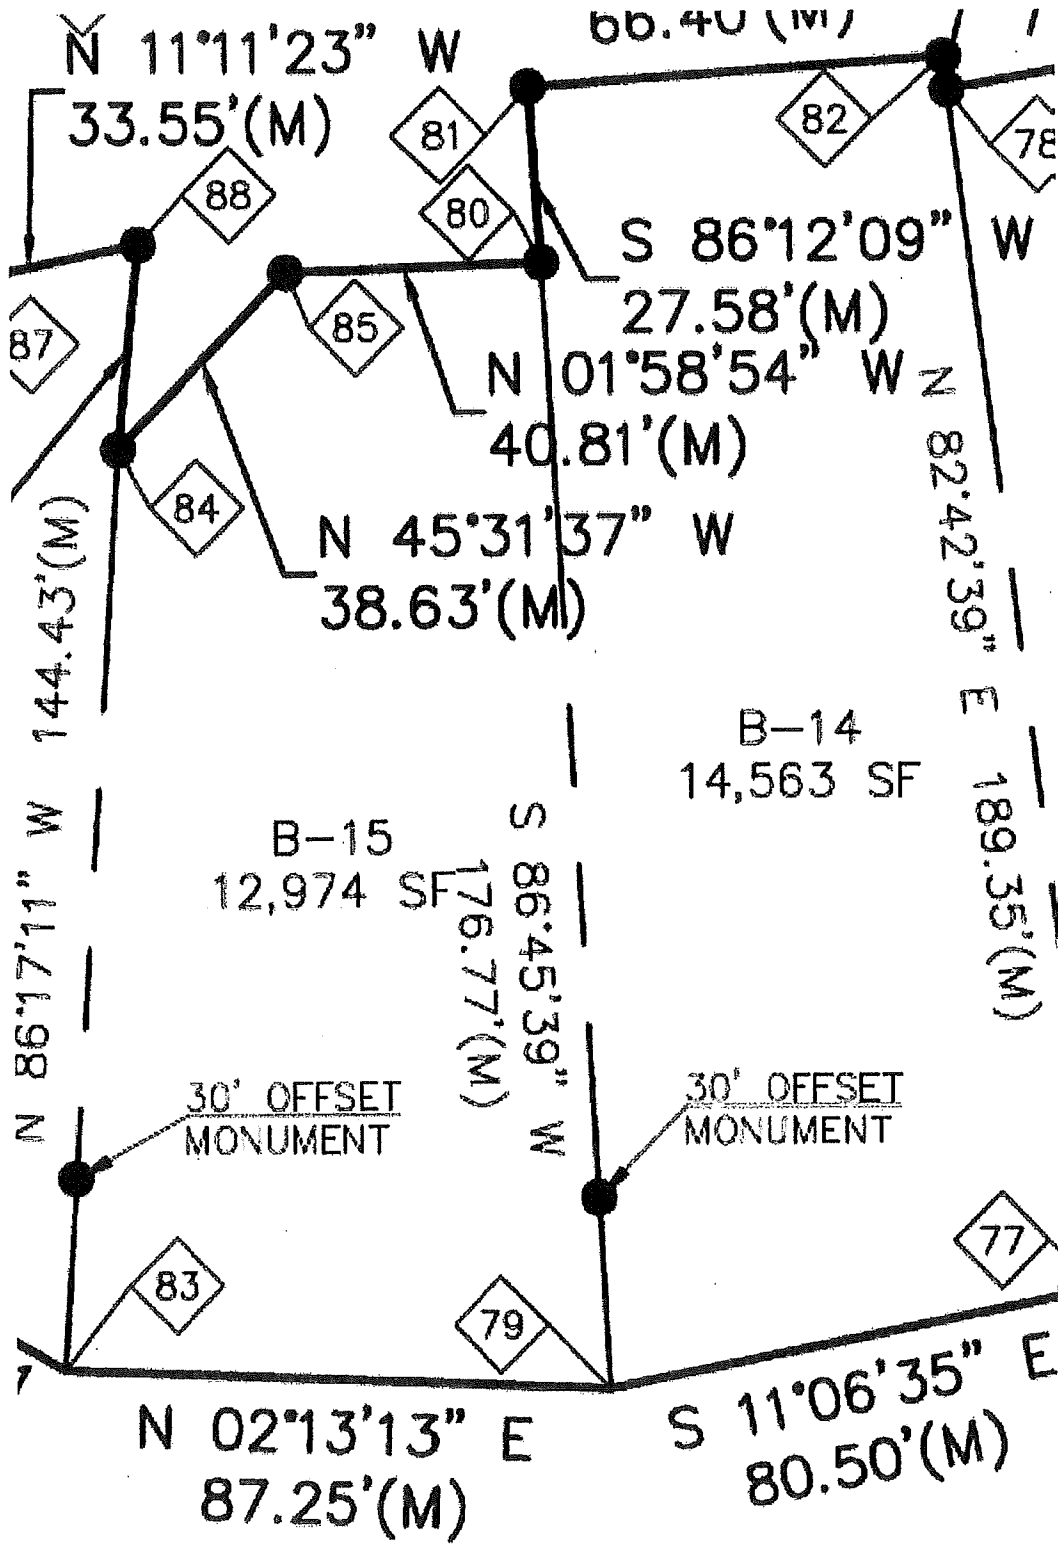 66.40'(M)
N 11°11'23" W
33.55'(M)
81
82
78
88
80
S 86°12'09" W
27.58'(M)
87
85
N 01°58'54" W
40.81'(M)
84
N 45°31'37" W
38.63'(M)
N 82°42'39" E 189.35'(M)
N 86°17'11" W 144.43'(M)
B-14
14,563 SF
B-15
12,974 SF
S 86°45'39" W
176.77'(M)
30' OFFSET
MONUMENT
30' OFFSET
MONUMENT
77
83
79
N 02°13'13" E
87.25'(M)
S 11°06'35" E
80.50'(M)